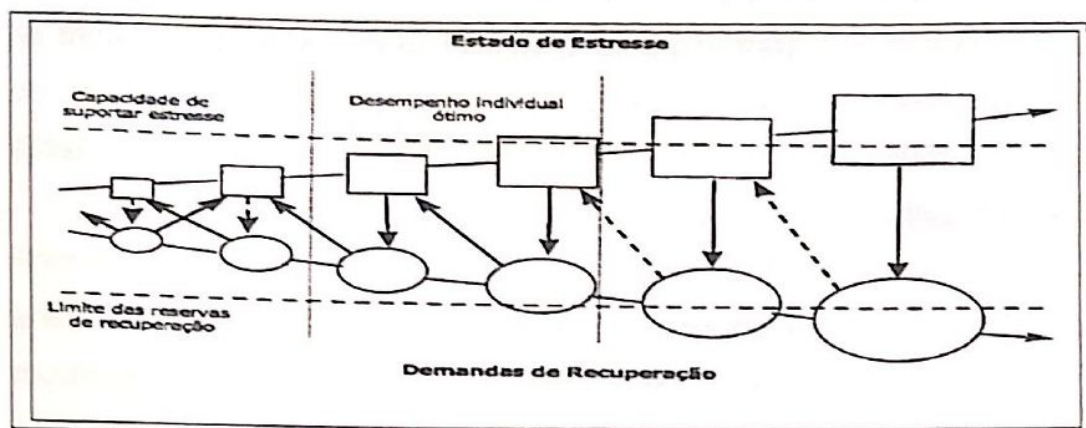 Estado de Estresse
Capacidade de
suportar estresse
Desempenho individual
ótimo
Limite das reservas
de recuperação
Demandas de Recuperação